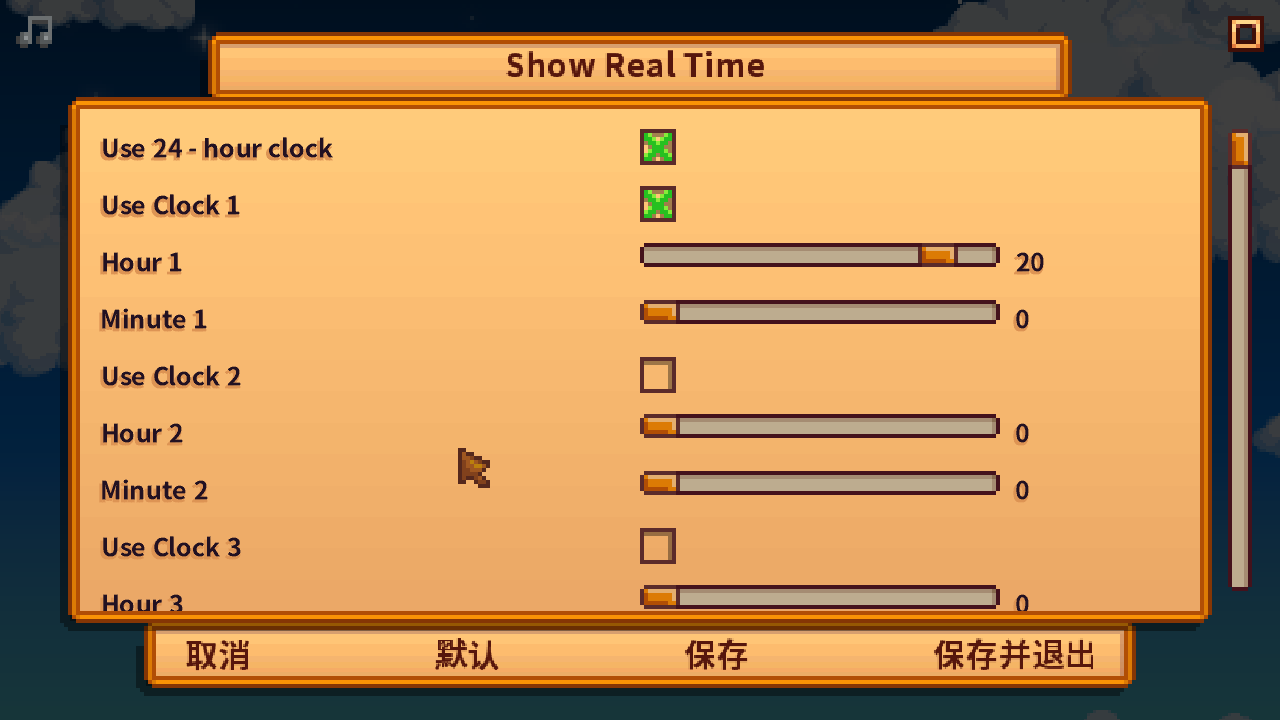 Show Real Time
Use 24 - hour clock
Use Clock 1
Hour 1 20
Minute 1 0
Use Clock 2
Hour 2 0
Minute 2 0
Use Clock 3
Hour 3 0
取消 默认 保存 保存并退出